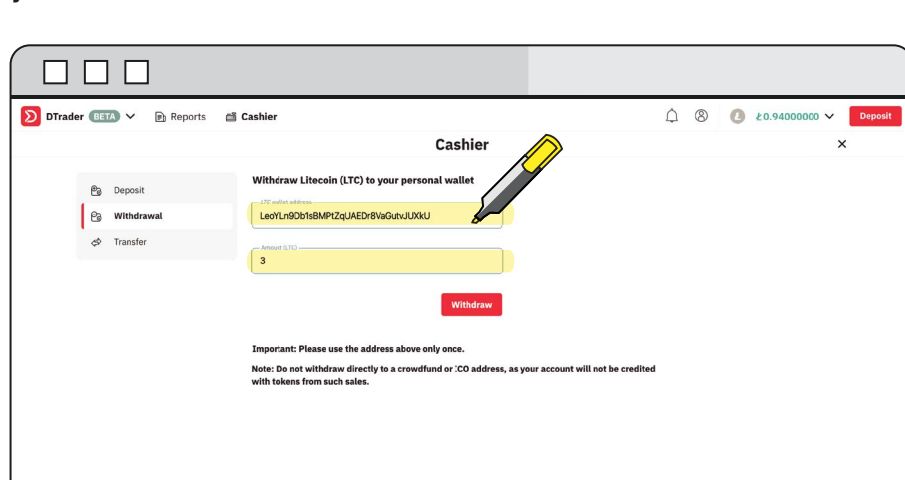 DTrader BETA Reports Cashier Ł0.94000000 Deposit
Cashier
Deposit
Withdrawal
Transfer
Withdraw Litecoin (LTC) to your personal wallet
LTC wallet address
LeoYLn9Db1sBMPtZqUAEDr8VaGutvJUXkU
Amount (LTC)
3
Withdraw
Important: Please use the address above only once.
Note: Do not withdraw directly to a crowdfund or ICO address, as your account will not be credited
with tokens from such sales.